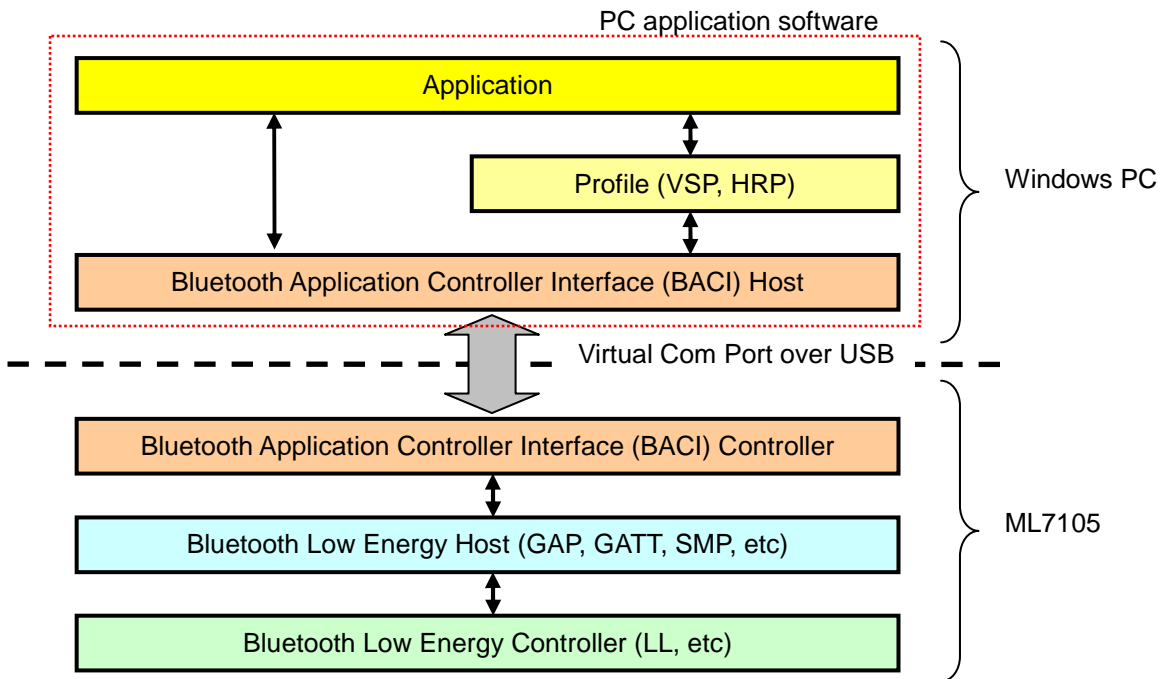 PC application software
Application
Profile (VSP, HRP)
Windows PC
Bluetooth Application Controller Interface (BACI) Host
Virtual Com Port over USB
Bluetooth Application Controller Interface (BACI) Controller
ML7105
Bluetooth Low Energy Host (GAP, GATT, SMP, etc)
Bluetooth Low Energy Controller (LL, etc)